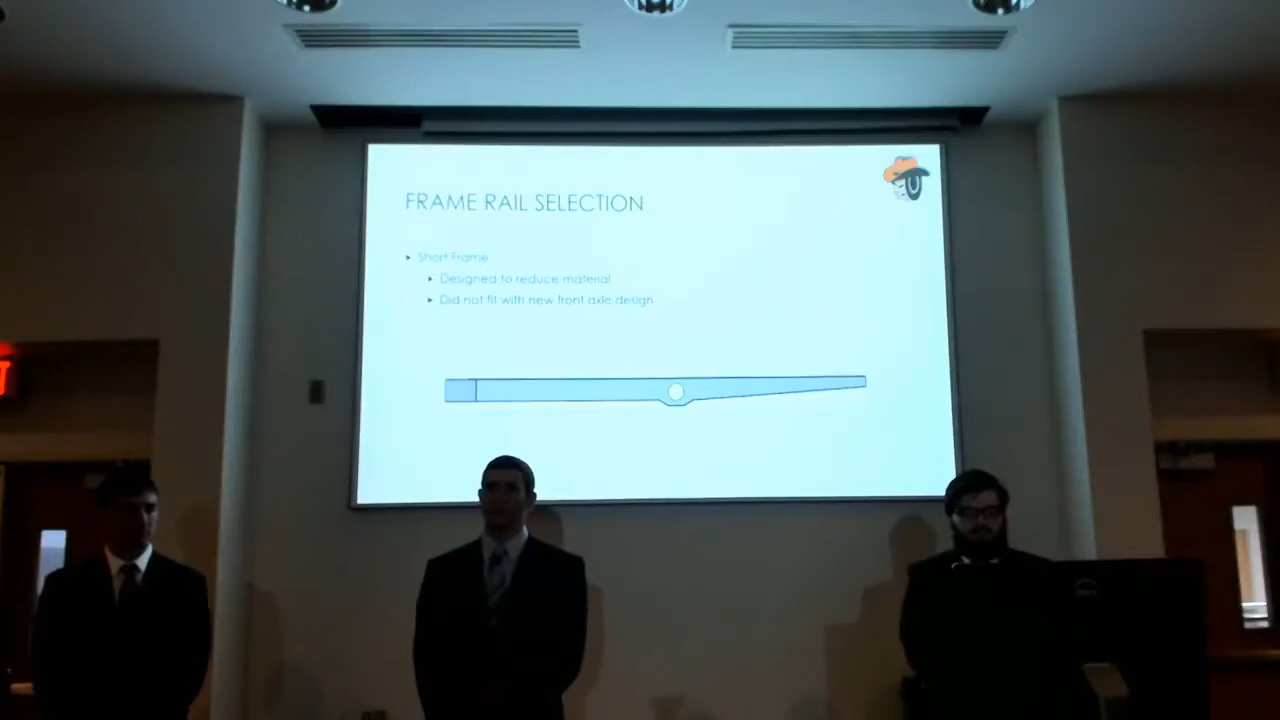 FRAME RAIL SELECTION
Short Frame
Designed to reduce material
Did not fit with new front axle design
T